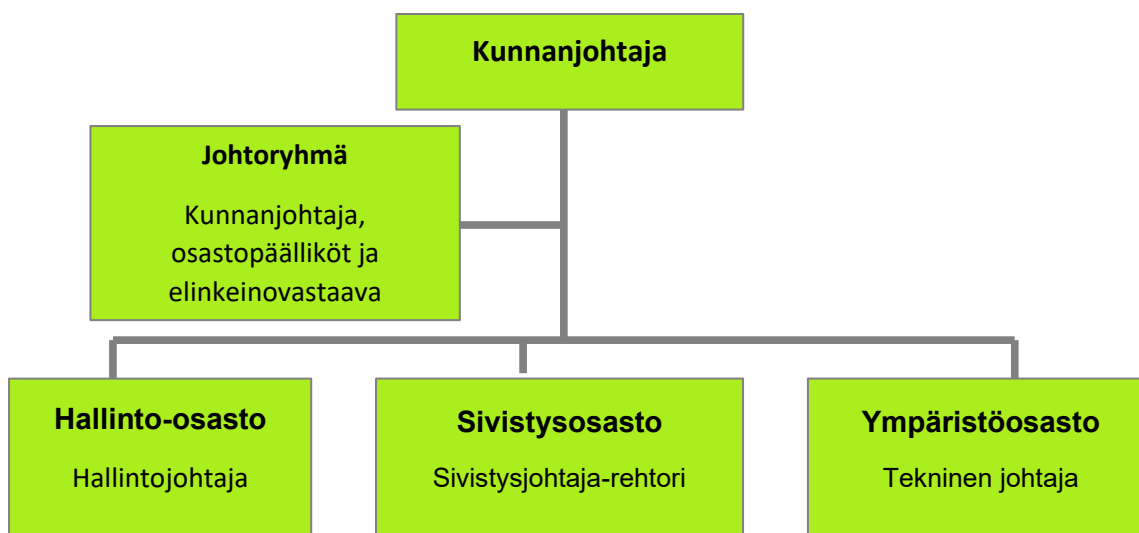 Kunnanjohtaja
Johtoryhmä
Kunnanjohtaja,
osastopäälliköt ja
elinkeinovastaava
Hallinto-osasto
Hallintojohtaja
Sivistysosasto
Sivistysjohtaja-rehtori
Ympäristöosasto
Tekninen johtaja